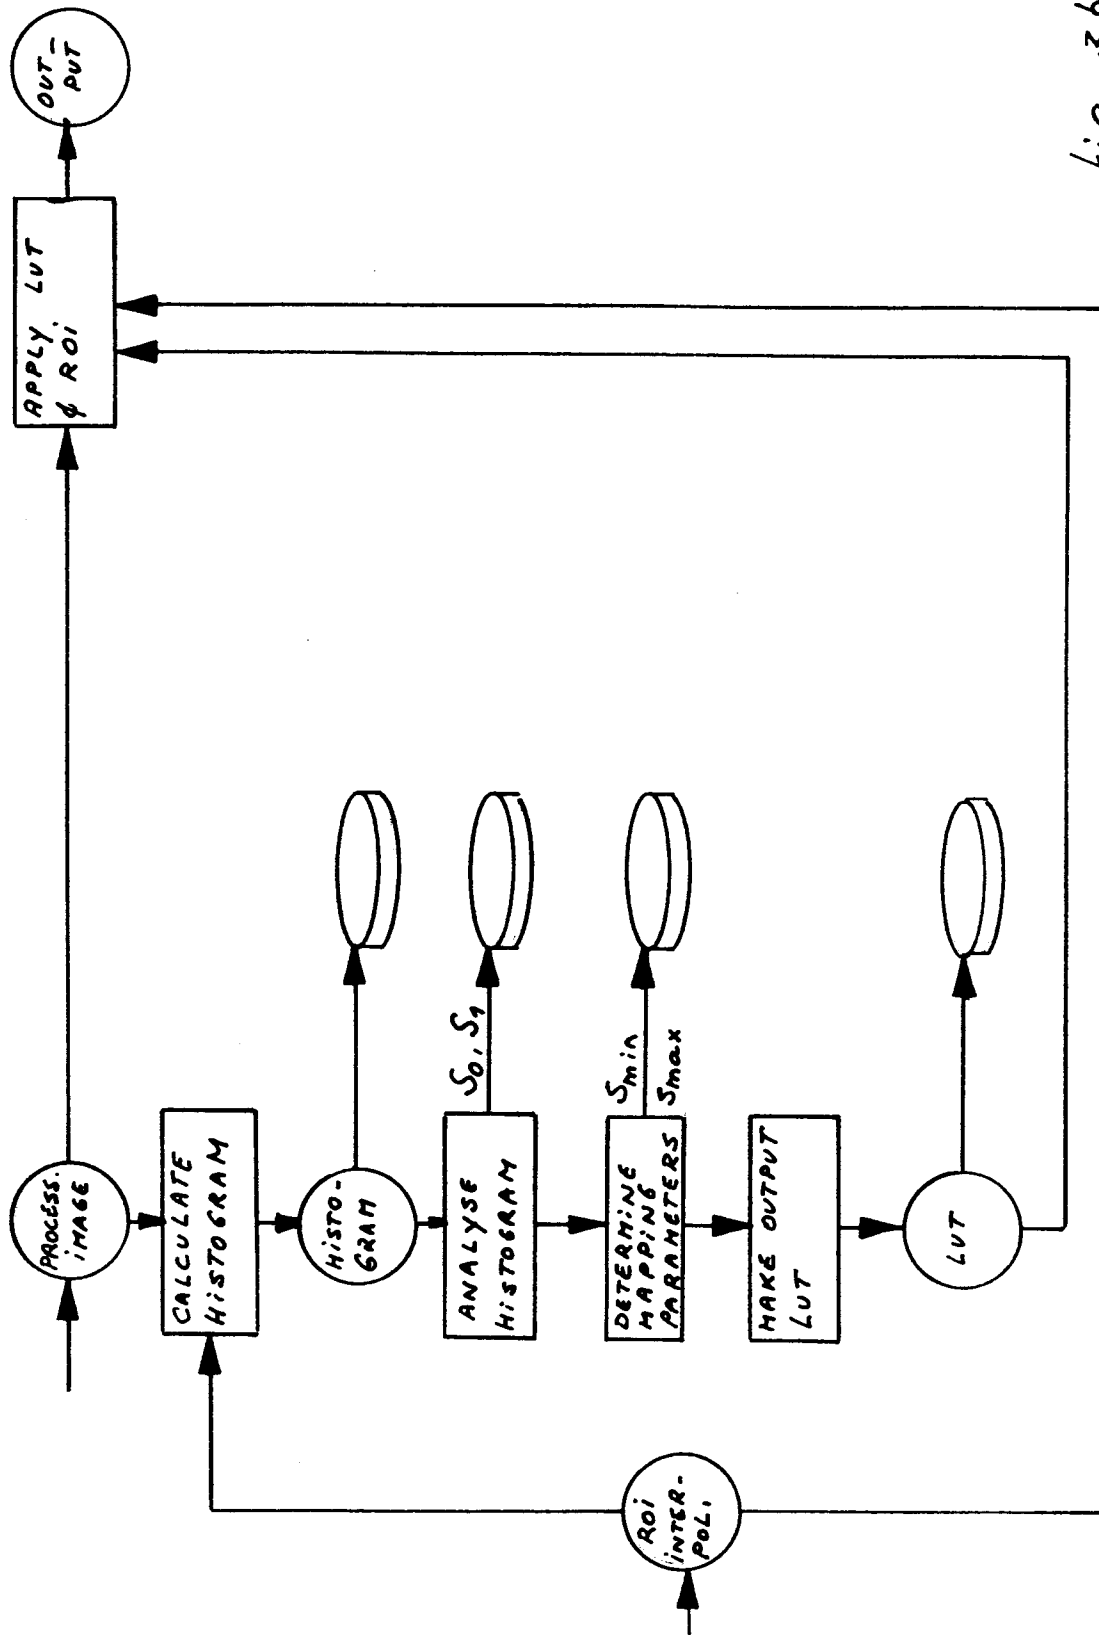 PROCESS.
iMAGE
CALCULATE
HiSTOGRAM
HiSTO-
GRAM
ANALYSE
HiSTOGRAM
S0, S1
DETERMiNE
MAPPiNG
PARAMETERS
Smin
Smax
MAKE OUTPUT
LUT
LUT
ROi
iNTER-
POL.
APPLY LUT
& ROi
OUT-
PUT